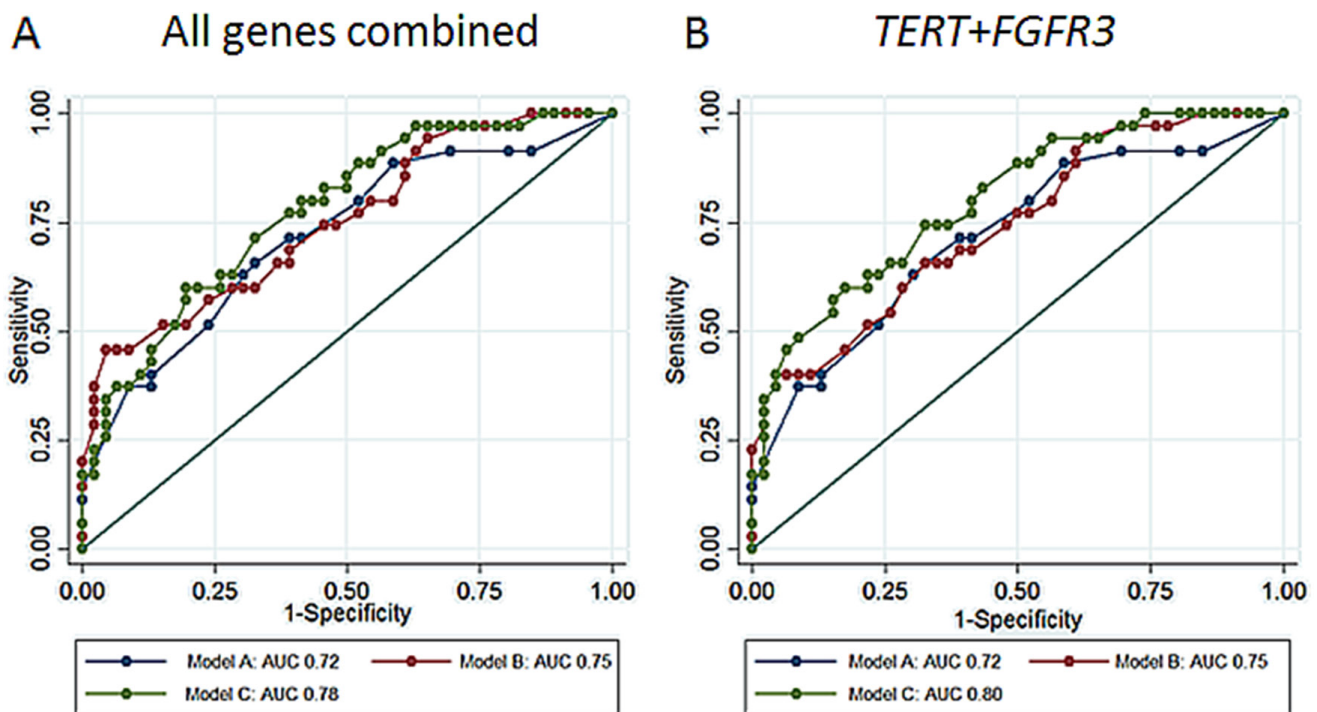 A All genes combined
1.00
0.75
0.50
0.25
0.00
Sensitivity
0.00 0.25 0.50 0.75 1.00
1-Specificity
Model A: AUC 0.72 Model B: AUC 0.75
Model C: AUC 0.78
B TERT+FGFR3
1.00
0.75
0.50
0.25
0.00
Sensitivity
0.00 0.25 0.50 0.75 1.00
1-Specificity
Model A: AUC 0.72 Model B: AUC 0.75
Model C: AUC 0.80